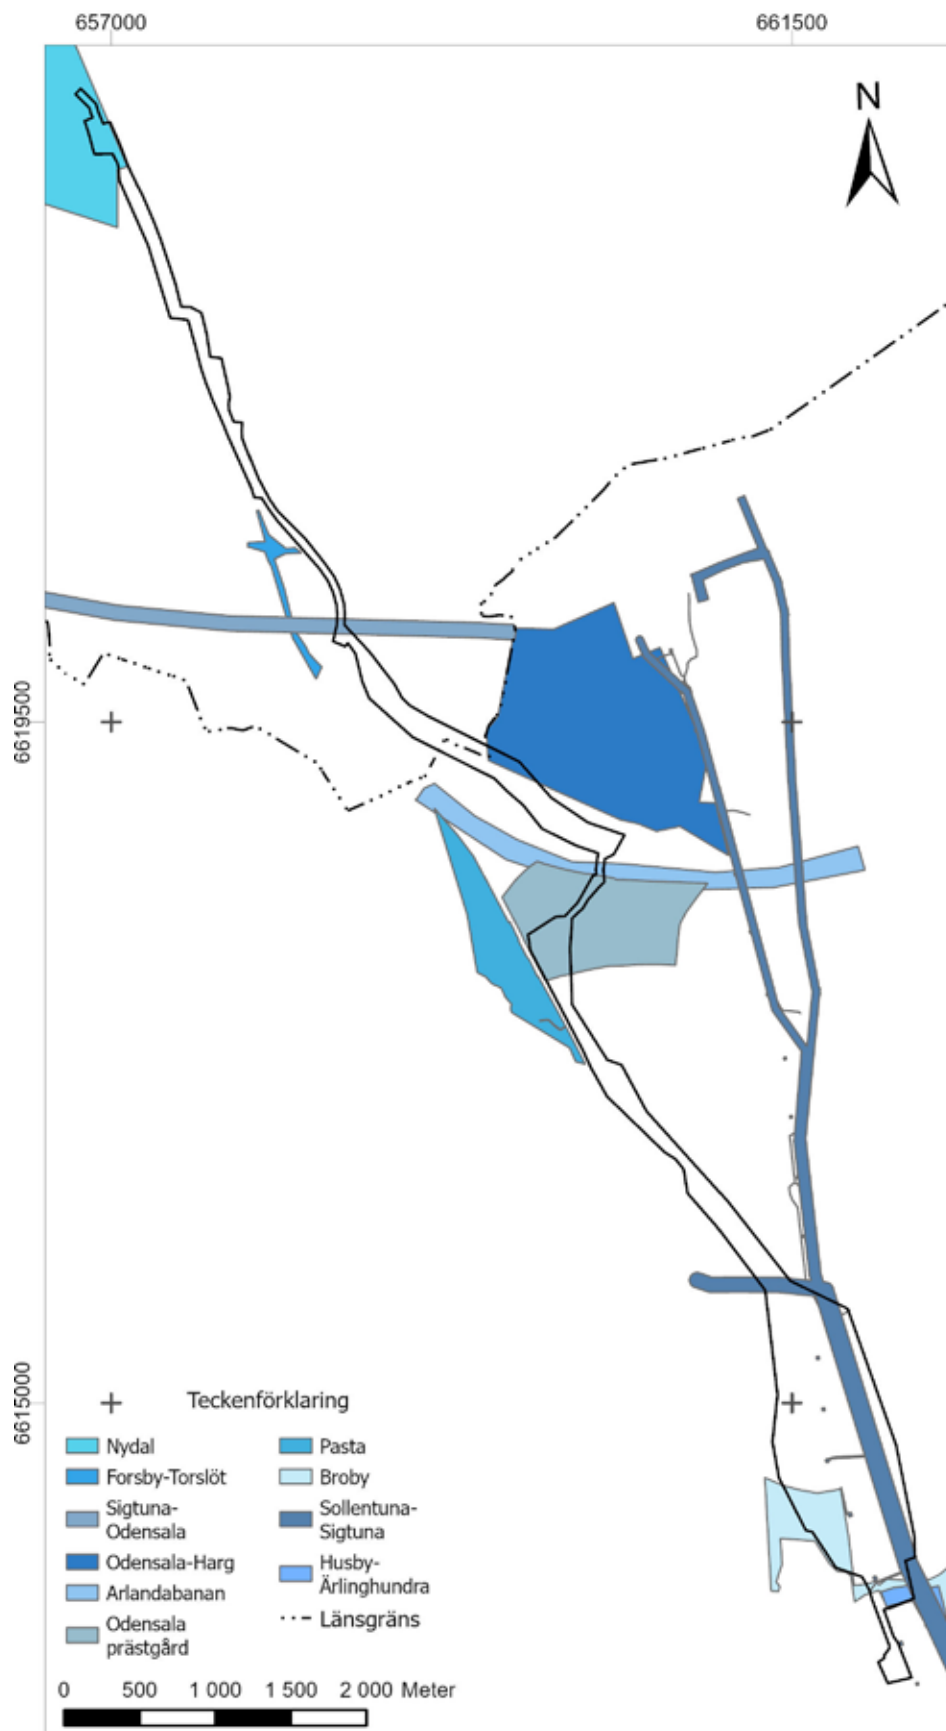 657000
661500
N
6619500
6615000
Teckenförklaring
Nydal
Forsby-Torslöt
Sigtuna-
Odensala
Odensala-Harg
Arlandabanan
Odensala
prästgård
Pasta
Broby
Sollentuna-
Sigtuna
Husby-
Ärlinghundra
Länsgräns
0 500 1 000 1 500 2 000 Meter